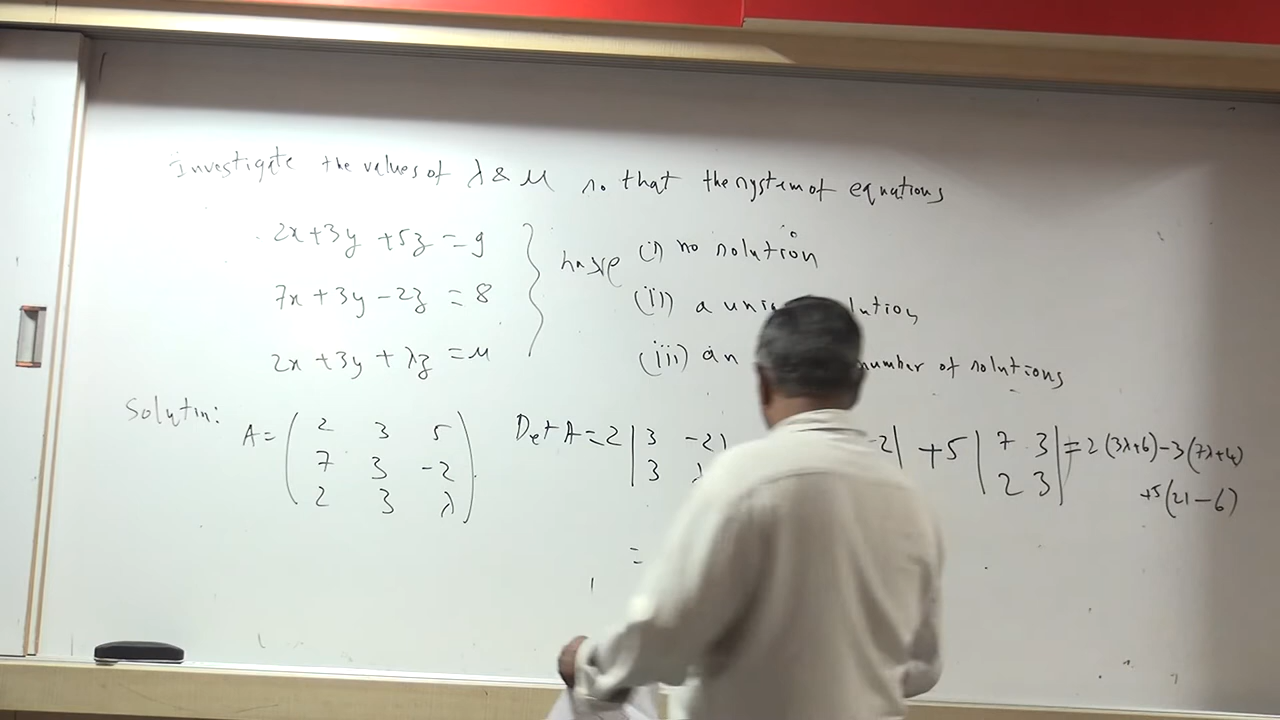 Investigate the values of λ & μ so that the system of equations
2x+3y+5z=9
7x+3y-2z=8
2x+3y+λz=μ
have (i) no solution
(ii) a
(iii) an number of solutions
Solutin:
A= ( 2 3 5
7 3 -2
2 3 λ )
Det A=2 | 3 -2
3
-2| +5 | 7 3
2 3 | =2(3λ+6)-3(7λ+4)
+5(21-6)
=